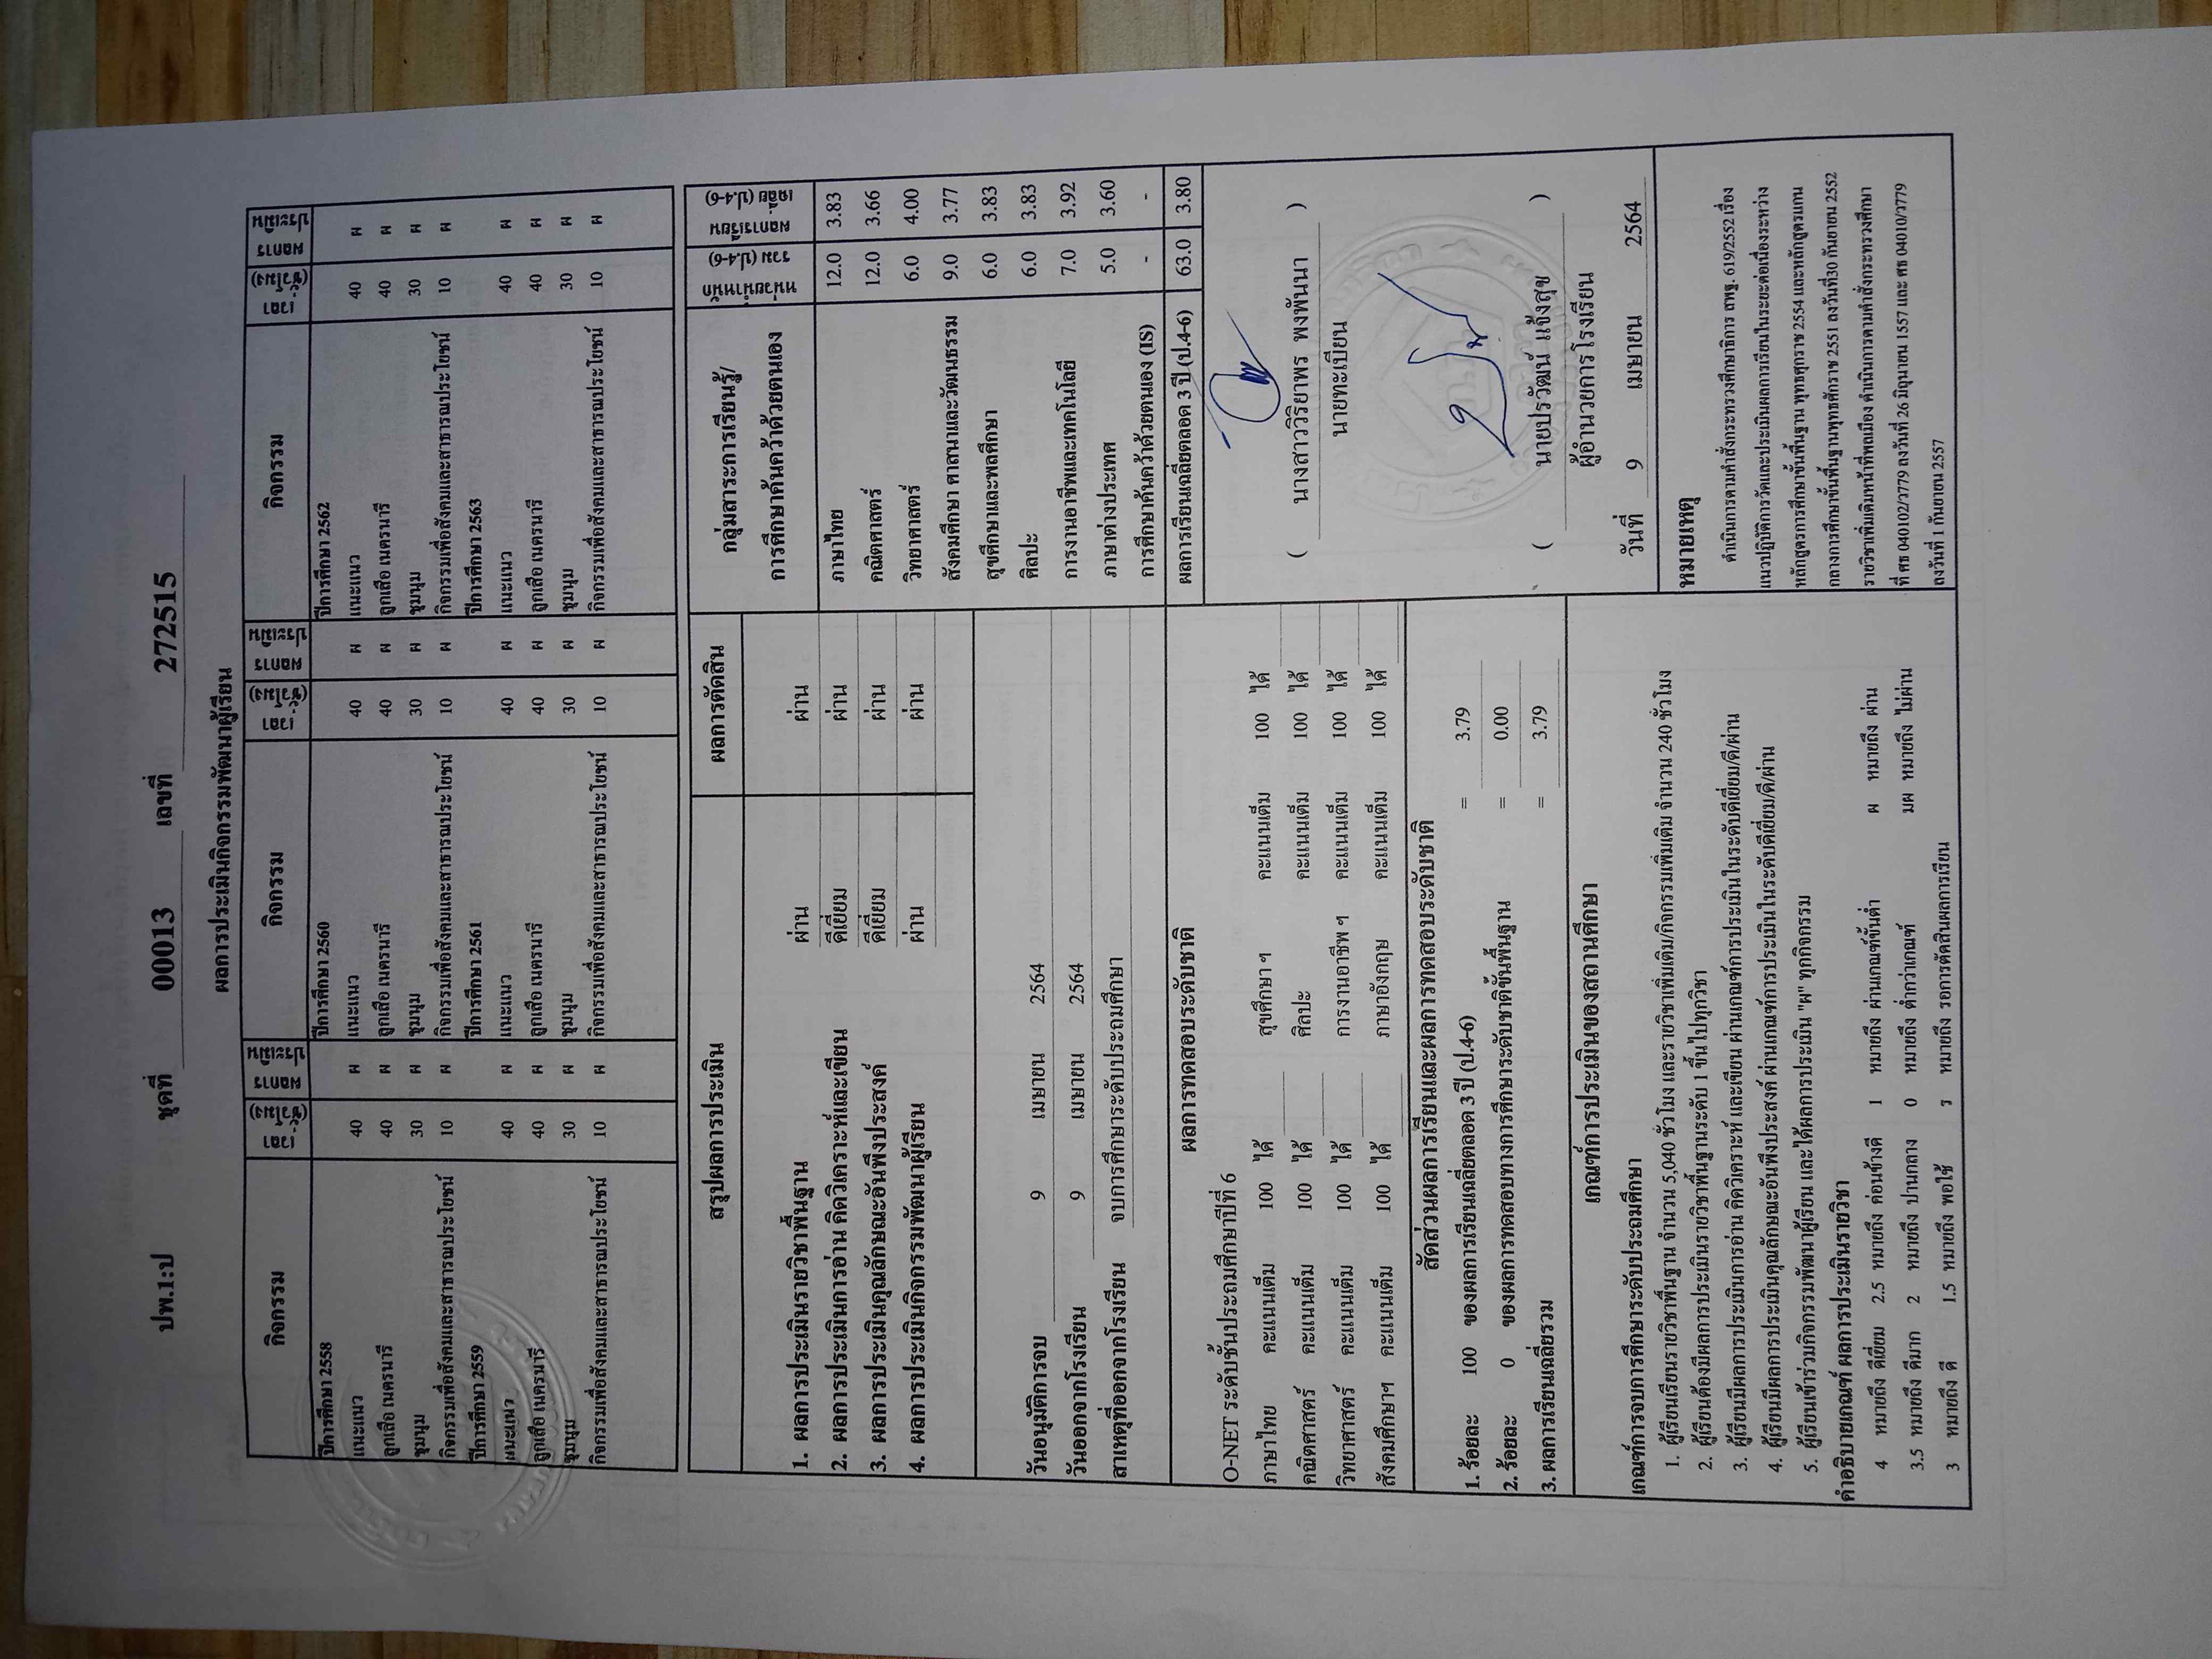 ปพ.1:ป ชุดที่ 00013 เลขที่ 272515
ผลการประเมินกิจกรรมพัฒนาผู้เรียน
กิจกรรม เวลา (ชั่วโมง) ผลการประเมิน กิจกรรม เวลา (ชั่วโมง) ผลการประเมิน กิจกรรม เวลา (ชั่วโมง) ผลการประเมิน
ปีการศึกษา 2558 ปีการศึกษา 2560 ปีการศึกษา 2562
แนะแนว 40 ผ แนะแนว 40 ผ แนะแนว 40 ผ
ลูกเสือ เนตรนารี 40 ผ ลูกเสือ เนตรนารี 40 ผ ลูกเสือ เนตรนารี 40 ผ
ชุมนุม 30 ผ ชุมนุม 30 ผ ชุมนุม 30 ผ
กิจกรรมเพื่อสังคมและสาธารณประโยชน์ 10 ผ กิจกรรมเพื่อสังคมและสาธารณประโยชน์ 10 ผ กิจกรรมเพื่อสังคมและสาธารณประโยชน์ 10 ผ
ปีการศึกษา 2559 ปีการศึกษา 2561 ปีการศึกษา 2563
แนะแนว 40 ผ แนะแนว 40 ผ แนะแนว 40 ผ
ลูกเสือ เนตรนารี 40 ผ ลูกเสือ เนตรนารี 40 ผ ลูกเสือ เนตรนารี 40 ผ
ชุมนุม 30 ผ ชุมนุม 30 ผ ชุมนุม 30 ผ
กิจกรรมเพื่อสังคมและสาธารณประโยชน์ 10 ผ กิจกรรมเพื่อสังคมและสาธารณประโยชน์ 10 ผ กิจกรรมเพื่อสังคมและสาธารณประโยชน์ 10 ผ
สรุปผลการประเมิน ผลการตัดสิน
1. ผลการประเมินรายวิชาพื้นฐาน ผ่าน ผ่าน
2. ผลการประเมินการอ่าน คิดวิเคราะห์และเขียน ดีเยี่ยม ผ่าน
3. ผลการประเมินคุณลักษณะอันพึงประสงค์ ดีเยี่ยม ผ่าน
4. ผลการประเมินกิจกรรมพัฒนาผู้เรียน ผ่าน ผ่าน
วันอนุมัติการจบ 9 เมษายน 2564
วันออกจากโรงเรียน 9 เมษายน 2564
สาเหตุที่ออกจากโรงเรียน จบการศึกษาระดับประถมศึกษา
ผลการทดสอบระดับชาติ
O-NET ระดับชั้นประถมศึกษาปีที่ 6
ภาษาไทย คะแนนเต็ม 100 ได้ สุขศึกษา ฯ คะแนนเต็ม 100 ได้
คณิตศาสตร์ คะแนนเต็ม 100 ได้ ศิลปะ คะแนนเต็ม 100 ได้
วิทยาศาสตร์ คะแนนเต็ม 100 ได้ การงานอาชีพ ฯ คะแนนเต็ม 100 ได้
สังคมศึกษาฯ คะแนนเต็ม 100 ได้ ภาษาอังกฤษ คะแนนเต็ม 100 ได้
สัดส่วนผลการเรียนและผลการทดสอบระดับชาติ
1. ร้อยละ 100 ของผลการเรียนเฉลี่ยตลอด 3 ปี (ป.4-6) = 3.79
2. ร้อยละ 0 ของผลการทดสอบทางการศึกษาระดับชาติขั้นพื้นฐาน = 0.00
3. ผลการเรียนเฉลี่ยรวม = 3.79
กลุ่มสาระการเรียนรู้/ การศึกษาค้นคว้าด้วยตนเอง หน่วยน้ำหนัก รวม (ป.4-6) ผลการเรียน เฉลี่ย (ป.4-6)
ภาษาไทย 12.0 3.83
คณิตศาสตร์ 12.0 3.66
วิทยาศาสตร์ 6.0 4.00
สังคมศึกษา ศาสนาและวัฒนธรรม 9.0 3.77
สุขศึกษาและพลศึกษา 6.0 3.83
ศิลปะ 6.0 3.83
การงานอาชีพและเทคโนโลยี 7.0 3.92
ภาษาต่างประเทศ 5.0 3.60
การศึกษาค้นคว้าด้วยตนเอง (IS) - -
ผลการเรียนเฉลี่ยตลอด 3 ปี (ป.4-6) 63.0 3.80
( นางสาววิริยาพร พงพันนา )
นายทะเบียน
( นายปรวัฒน์ แจ้งสุข )
ผู้อำนวยการโรงเรียน
วันที่ 9 เมษายน 2564
เกณฑ์การประเมินของสถานศึกษา
เกณฑ์การจบการศึกษาระดับประถมศึกษา
1. ผู้เรียนเรียนรายวิชาพื้นฐาน จำนวน 5,040 ชั่วโมง และรายวิชาเพิ่มเติม/กิจกรรมเพิ่มเติม จำนวน 240 ชั่วโมง
2. ผู้เรียนต้องมีผลการประเมินรายวิชาพื้นฐานระดับ 1 ขึ้นไปทุกวิชา
3. ผู้เรียนมีผลการประเมินการอ่าน คิดวิเคราะห์ และเขียน ผ่านเกณฑ์การประเมินในระดับดีเยี่ยม/ดี/ผ่าน
4. ผู้เรียนมีผลการประเมินคุณลักษณะอันพึงประสงค์ ผ่านเกณฑ์การประเมินในระดับดีเยี่ยม/ดี/ผ่าน
5. ผู้เรียนเข้าร่วมกิจกรรมพัฒนาผู้เรียน และได้ผลการประเมิน "ผ" ทุกกิจกรรม
คำอธิบายเกณฑ์ ผลการประเมินรายวิชา
4 หมายถึง ดีเยี่ยม 2.5 หมายถึง ค่อนข้างดี 1 หมายถึง ผ่านเกณฑ์ขั้นต่ำ ผ หมายถึง ผ่าน
3.5 หมายถึง ดีมาก 2 หมายถึง ปานกลาง 0 หมายถึง ต่ำกว่าเกณฑ์ มผ หมายถึง ไม่ผ่าน
3 หมายถึง ดี 1.5 หมายถึง พอใช้ ร หมายถึง รอการตัดสินผลการเรียน
หมายเหตุ
ดำเนินการตามคำสั่งกระทรวงศึกษาธิการ สพฐ. 619/2552 เรื่อง
แนวปฏิบัติการวัดและประเมินผลการเรียนในระยะต่อเนื่องระหว่าง
หลักสูตรการศึกษาขั้นพื้นฐาน พุทธศุกราช 2554 และหลักสูตรแกน
กลางการศึกษาขั้นพื้นฐานพุทธศักราช 2551 ลงวันที่30 กันยายน 2552
รายวิชาเพิ่มเติมหน้าที่พลเมือง ดำเนินการตามคำสั่งกระทรวงศึกษา
ที่ ศธ 040102/ว779 ลงวันที่ 26 มิถุนายน 1557 และ ศธ 04010/ว779
ลงวันที่ 1 กันยายน 2557